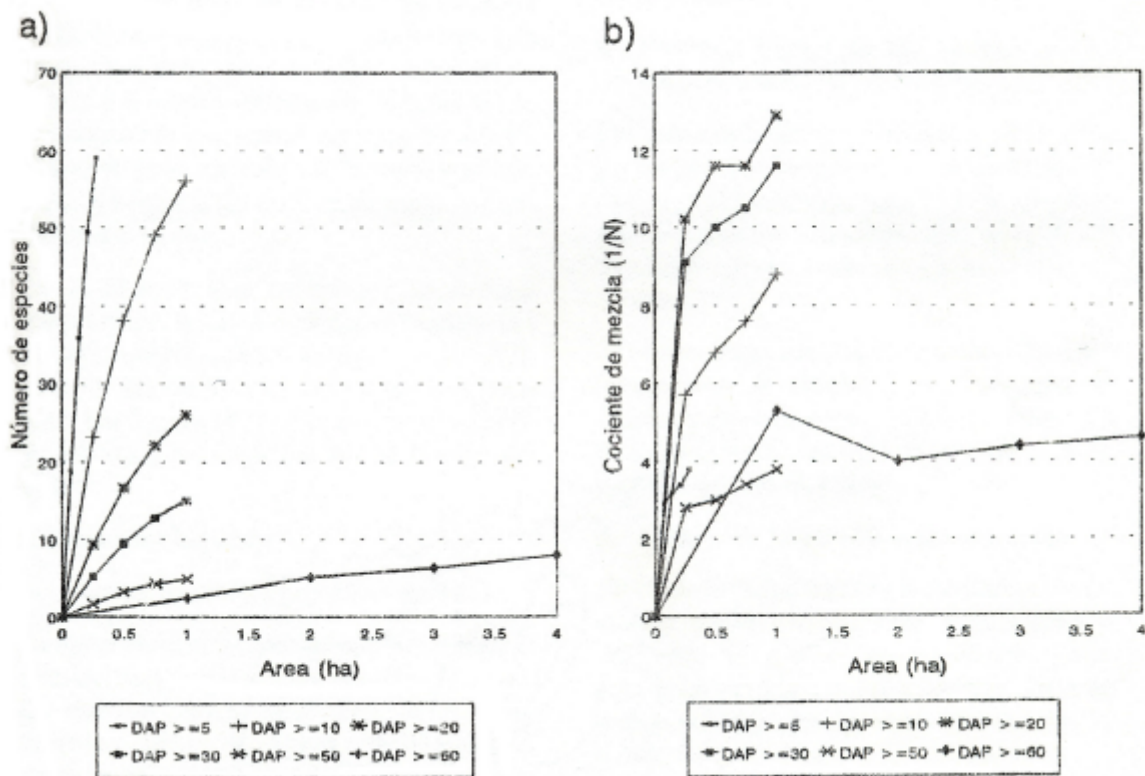 a)
70
60
50
40
30
20
10
0
Número de especies
0 0.5 1 1.5 2 2.5 3 3.5 4
Area (ha)
DAP >=5 DAP >=10 DAP >=20
DAP >=30 DAP >=50 DAP >=60
b)
14
12
10
8
6
4
2
0
Cociente de mezcla (1/N)
0 0.5 1 1.5 2 2.5 3 3.5 4
Area (ha)
DAP >=5 DAP >=10 DAP >=20
DAP >=30 DAP >=50 DAP >=60